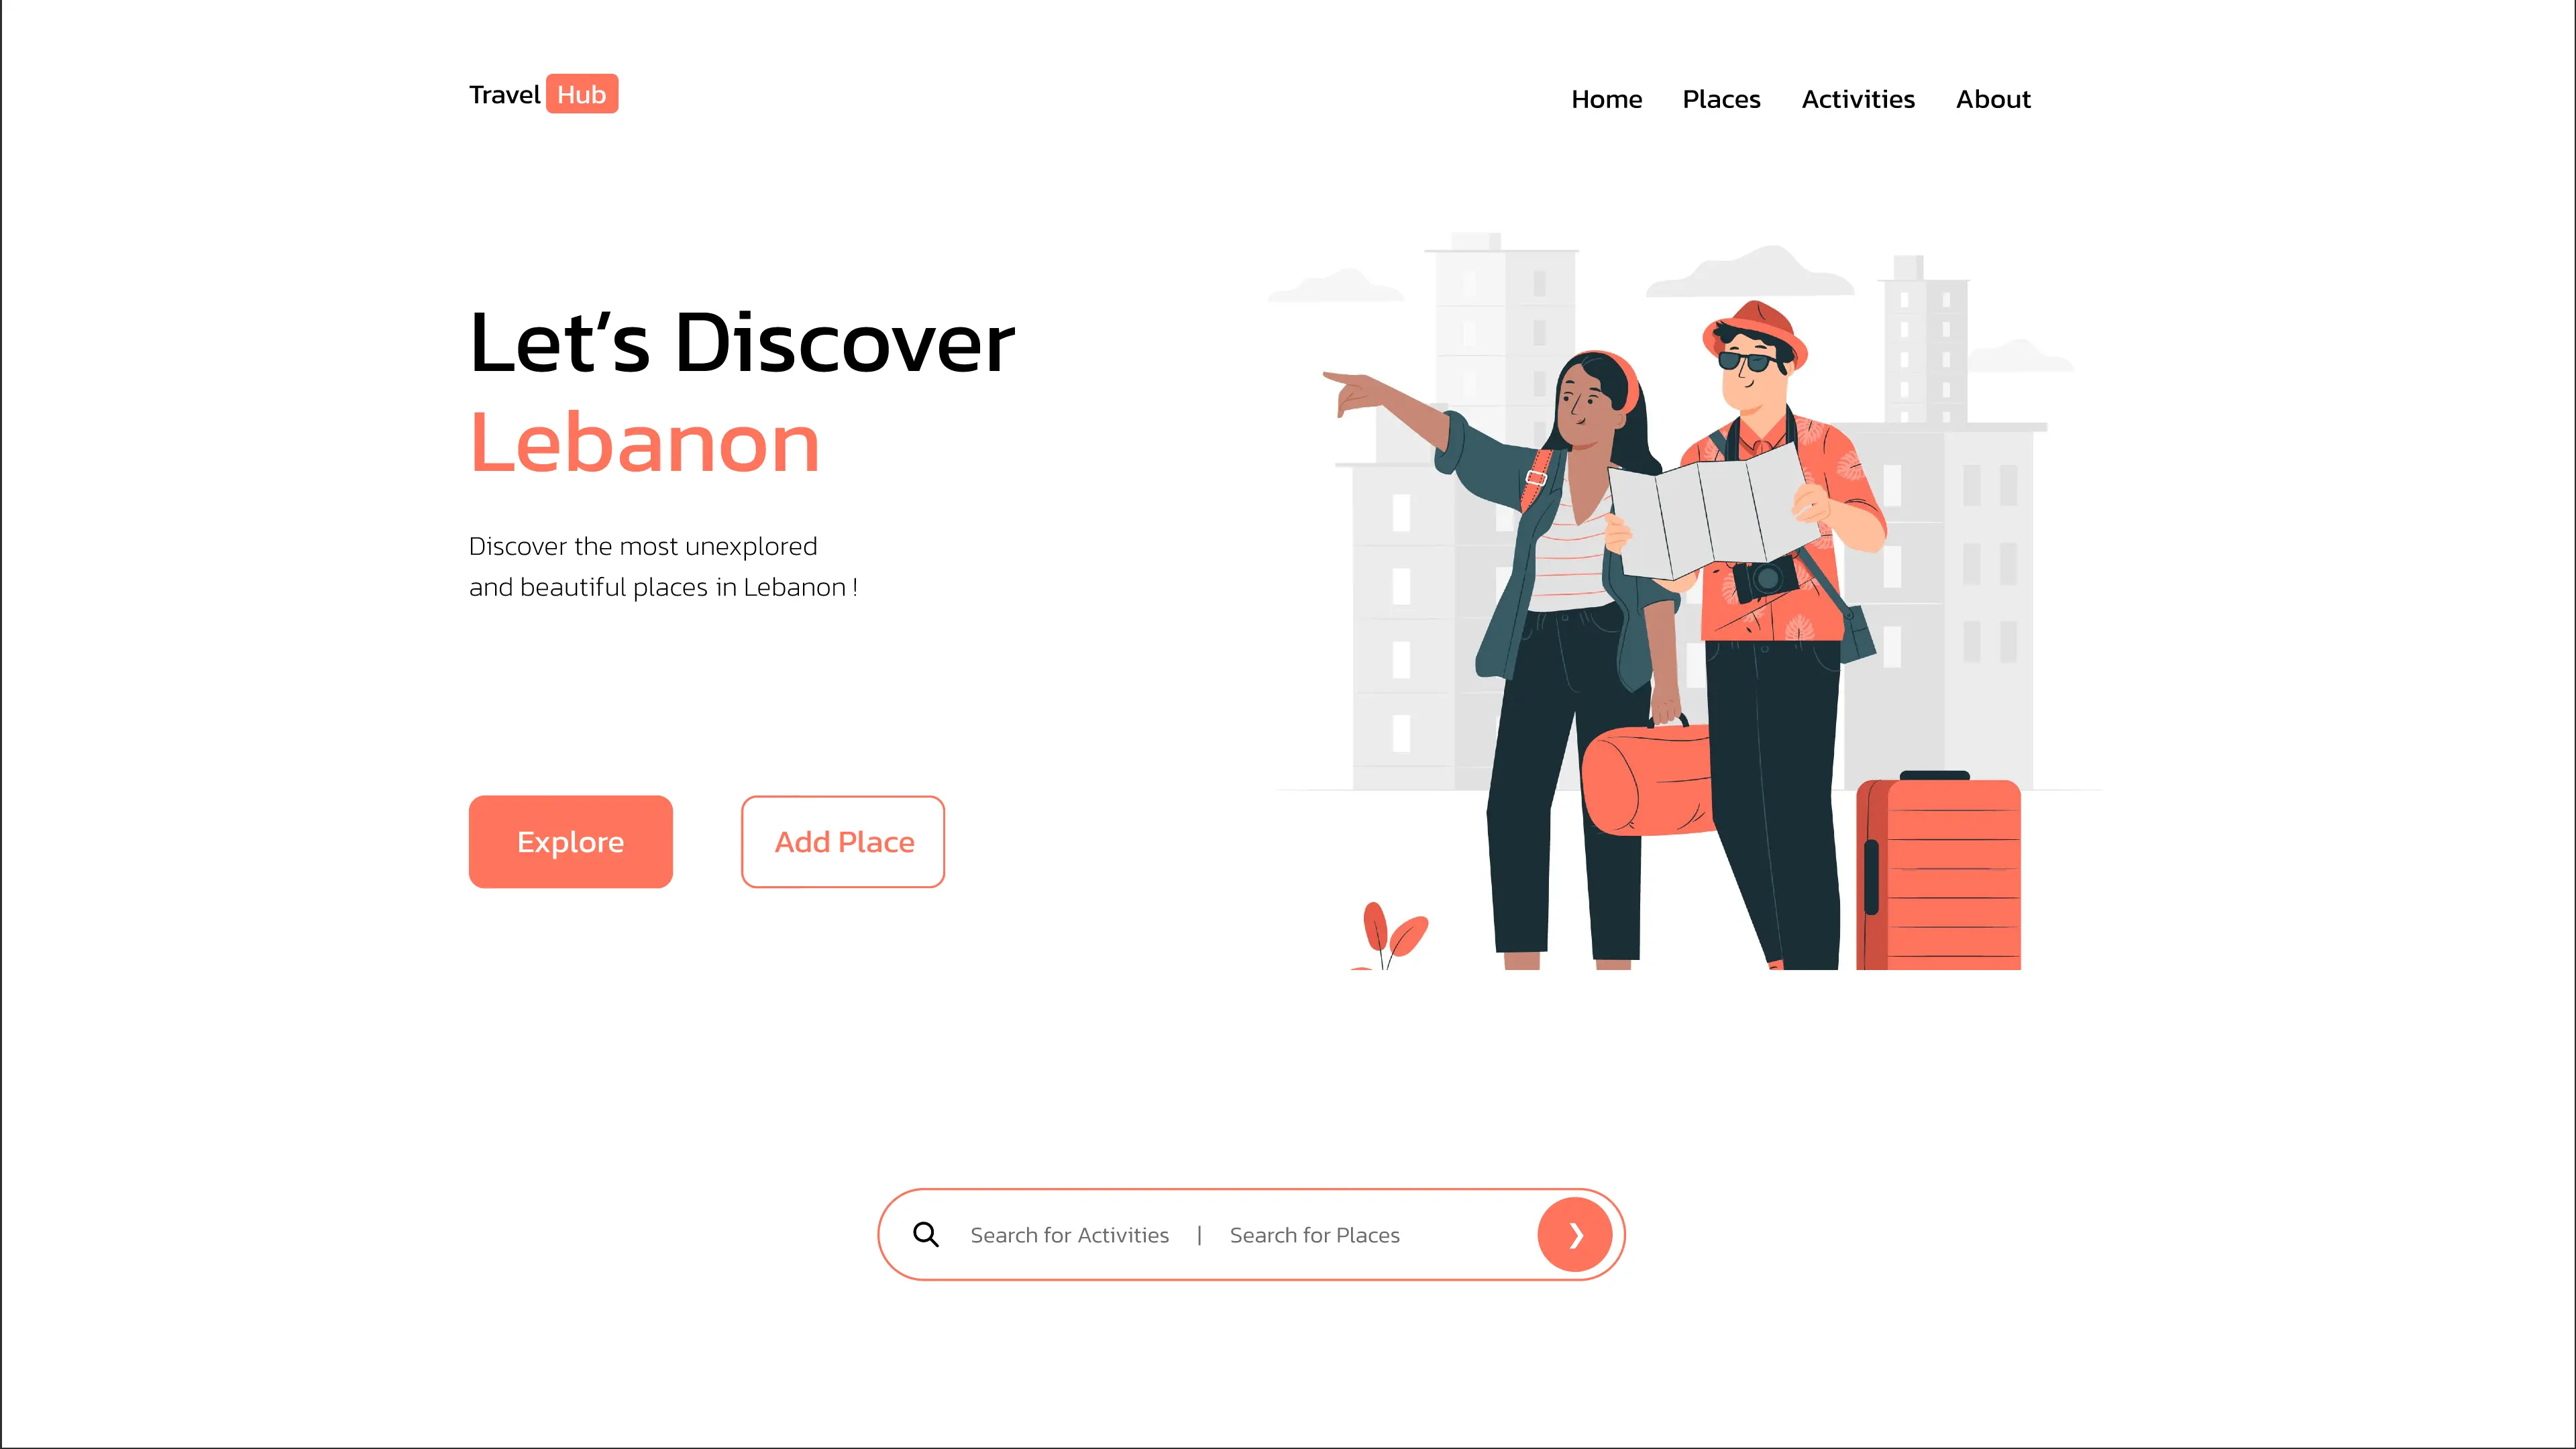 Travel Hub
Home Places Activities About
Let’s Discover
Lebanon
Discover the most unexplored
and beautiful places in Lebanon !
Explore
Add Place
Search for Activities | Search for Places